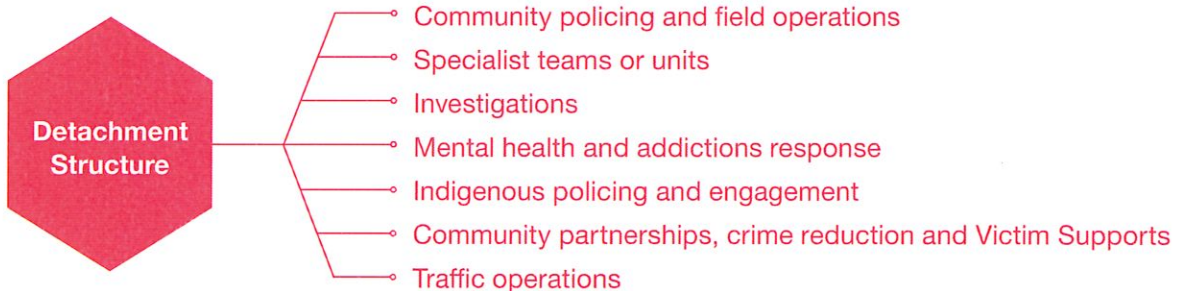 Detachment
Structure
Community policing and field operations
Specialist teams or units
Investigations
Mental health and addictions response
Indigenous policing and engagement
Community partnerships, crime reduction and Victim Supports
Traffic operations